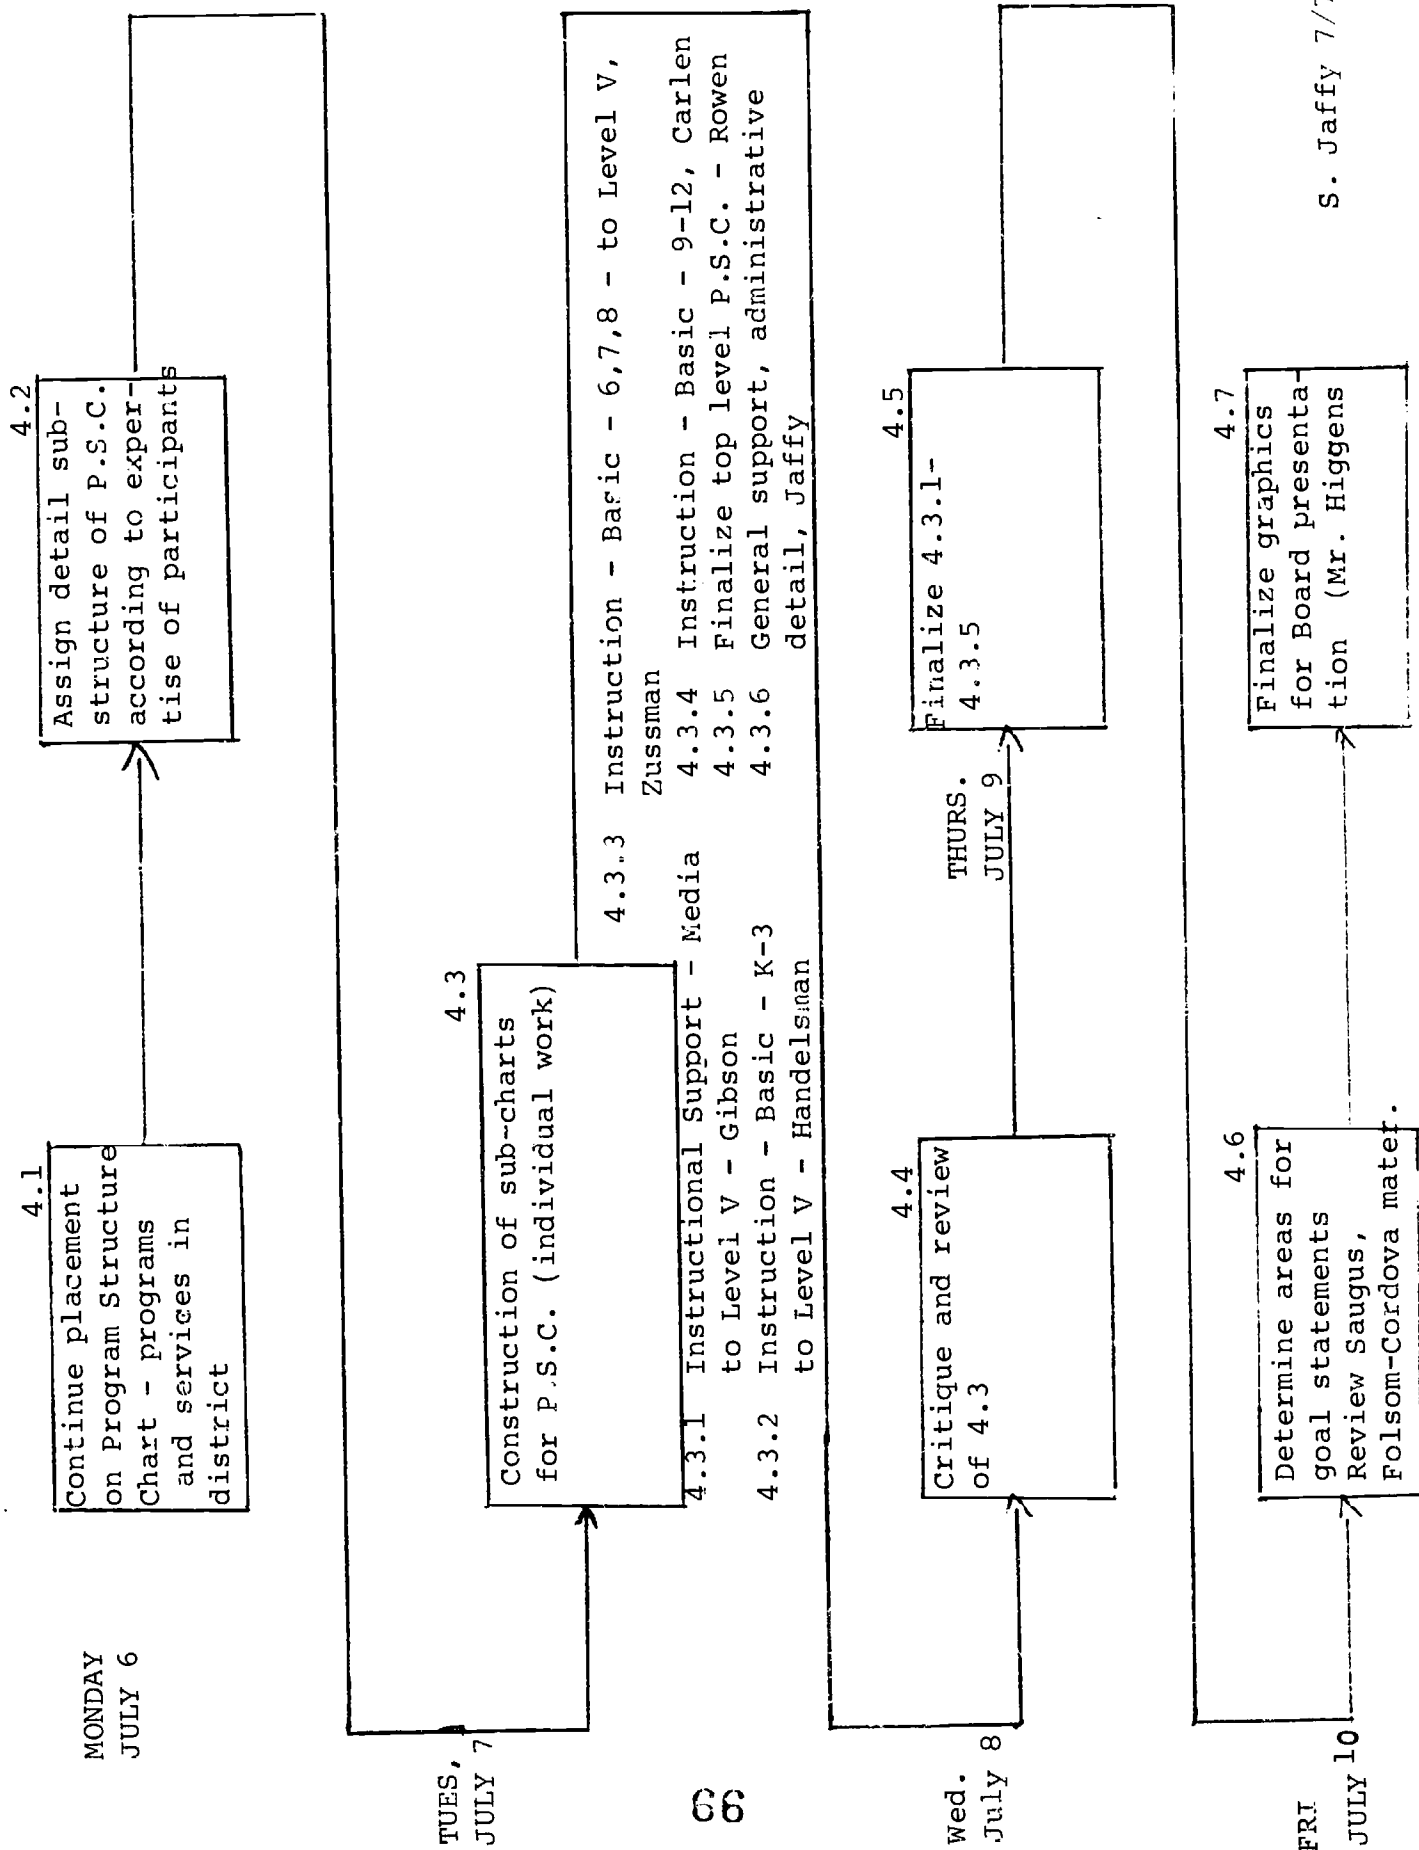 MONDAY
JULY 6
4.1
Continue placement
on Program Structure
Chart - programs
and services in
district
4.2
Assign detail sub-
structure of P.S.C.
according to exper-
tise of participants
TUES,
JULY 7
4.3
Construction of sub-charts
for P.S.C. (individual work)
4.3.1 Instructional Support - Media
to Level V - Gibson
4.3.2 Instruction - Basic - K-3
to Level V - Handelsman
4.3.3 Instruction - Basic - 6,7,8 - to Level V,
Zussman
4.3.4 Instruction - Basic - 9-12, Carlen
4.3.5 Finalize top level P.S.C. - Rowen
4.3.6 General support, administrative
detail, Jaffy
99
Wed.
July 8
4.4
Critique and review
of 4.3
THURS.
JULY 9
4.5
Finalize 4.3.1-
4.3.5
FRI
JULY 10
4.6
Determine areas for
goal statements
Review Saugus,
Folsom-Cordova mater.
4.7
Finalize graphics
for Board presenta-
tion (Mr. Higgens
S. Jaffy 7/7